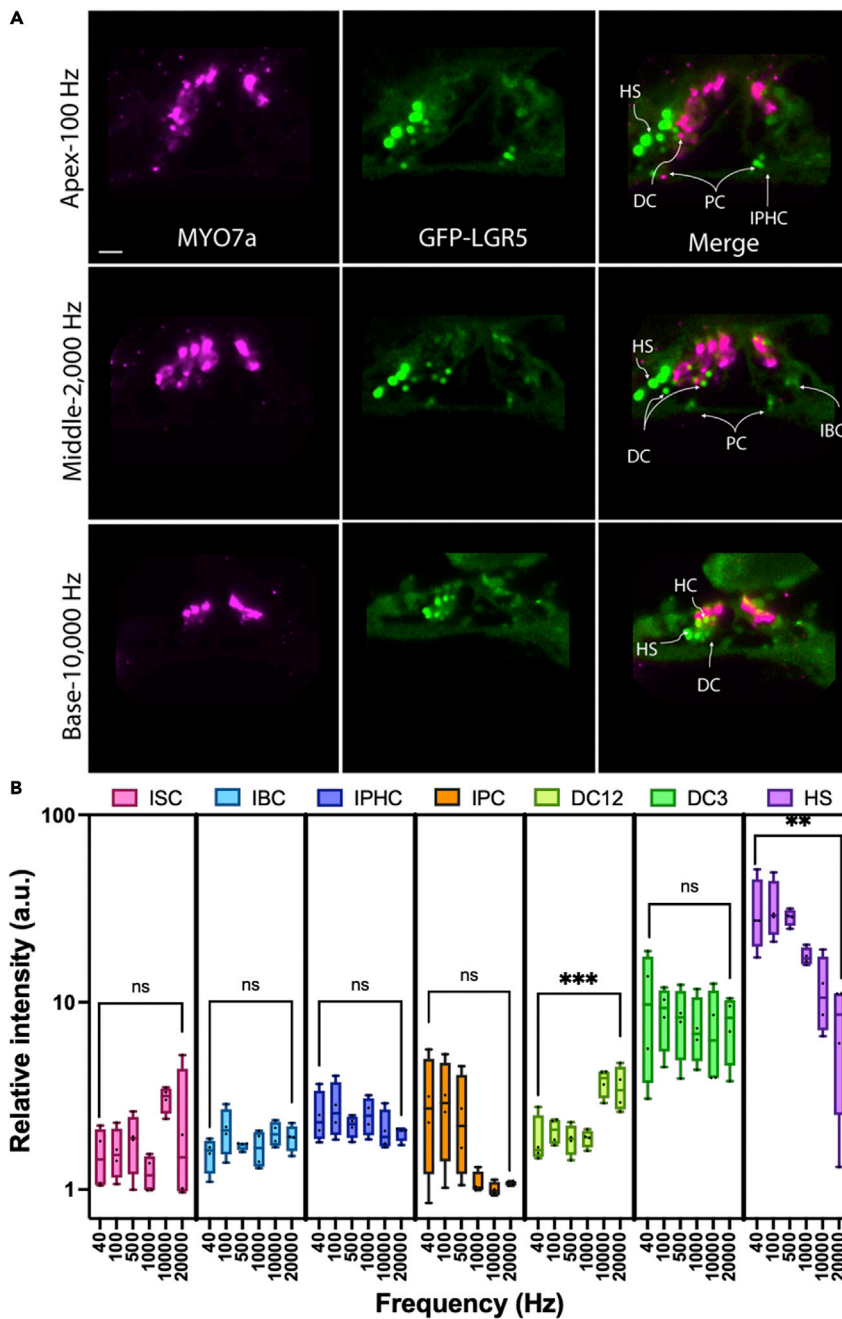 A
Apex-100 Hz
MYO7a
GFP-LGR5
HS
DC
PC
IPHC
Merge
Middle-2,000 Hz
HS
DC
PC
IBC
Base-10,000 Hz
HC
HS
DC
B
ISC IBC IPHC IPC DC12 DC3 HS
Relative intensity (a.u.)
100
10
1
ns ns ns ns *** ns **
40 100 500 1000 10000 20000
40 100 500 1000 10000 20000
40 100 500 1000 10000 20000
40 100 500 1000 10000 20000
40 100 500 1000 10000 20000
40 100 500 1000 10000 20000
40 100 500 1000 10000 20000
Frequency (Hz)